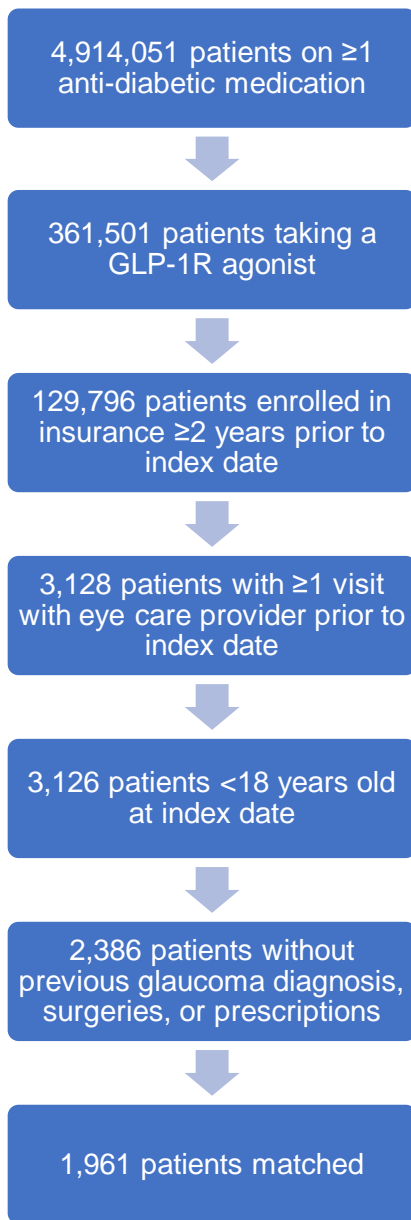 4,914,051 patients on ≥1
anti-diabetic medication
361,501 patients taking a
GLP-1R agonist
129,796 patients enrolled in
insurance ≥2 years prior to
index date
3,128 patients with ≥1 visit
with eye care provider prior to
index date
3,126 patients <18 years old
at index date
2,386 patients without
previous glaucoma diagnosis,
surgeries, or prescriptions
1,961 patients matched